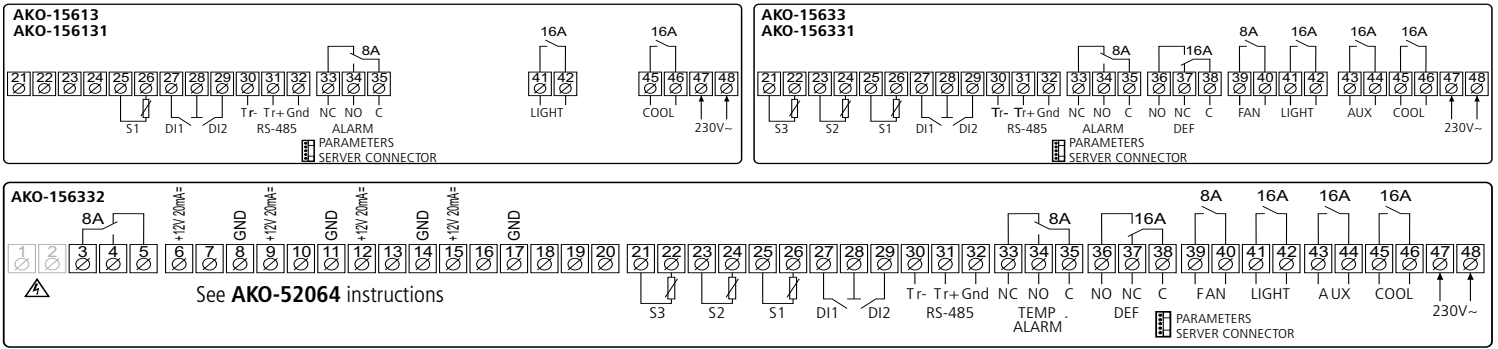 AKO-15613
AKO-156131
8A
16A
16A
21 22 23 24 25 26 27 28 29 30 31 32 33 34 35 41 42 45 46 47 48
S1 DI1 DI2 Tr- Tr+ Gnd NC NO C LIGHT COOL
RS-485 ALARM 230V~
PARAMETERS
SERVER CONNECTOR
AKO-15633
AKO-156331
8A 16A 8A 16A 16A 16A
21 22 23 24 25 26 27 28 29 30 31 32 33 34 35 36 37 38 39 40 41 42 43 44 45 46 47 48
S3 S2 S1 DI1 DI2 Tr- Tr+ Gnd NC NO C NO NC C FAN LIGHT AUX COOL
RS-485 ALARM DEF 230V~
PARAMETERS
SERVER CONNECTOR
AKO-156332
8A +12V 20mA= GND +12V 20mA= GND +12V 20mA= GND +12V 20mA= GND 8A 16A 8A 16A 16A 16A
1 2 3 4 5 6 7 8 9 10 11 12 13 14 15 16 17 18 19 20 21 22 23 24 25 26 27 28 29 30 31 32 33 34 35 36 37 38 39 40 41 42 43 44 45 46 47 48
See AKO-52064 instructions
S3 S2 S1 DI1 DI2 Tr- Tr+ Gnd NC NO C NO NC C FAN LIGHT AUX COOL
RS-485 TEMP . DEF 230V~
ALARM
PARAMETERS
SERVER CONNECTOR